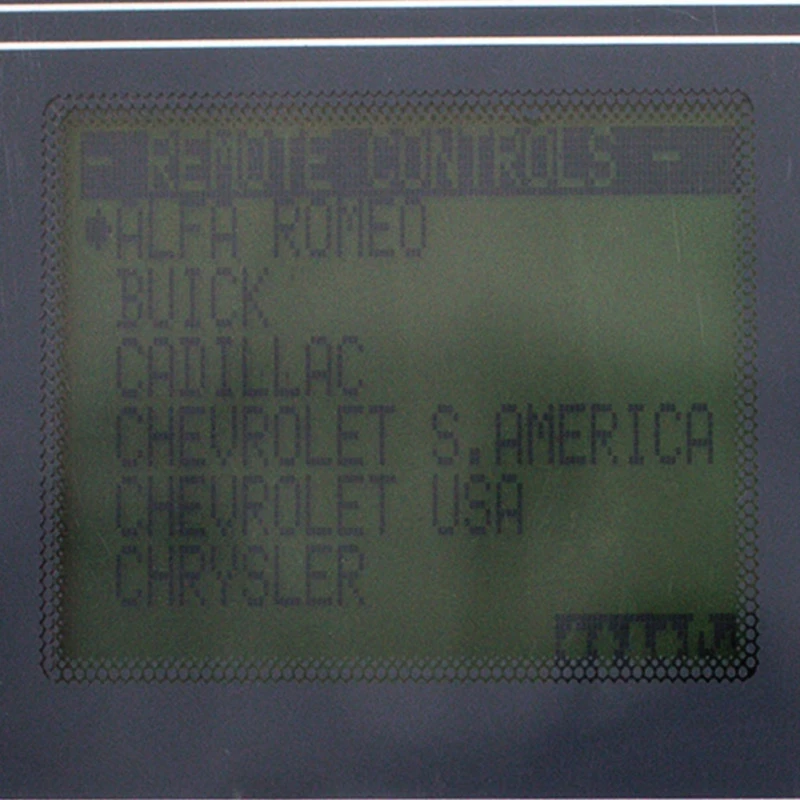 - REMOTE CONTROLS -
ALFA ROMEO
BUICK
CADILLAC
CHEVROLET S.AMERICA
CHEVROLET USA
CHRYSLER